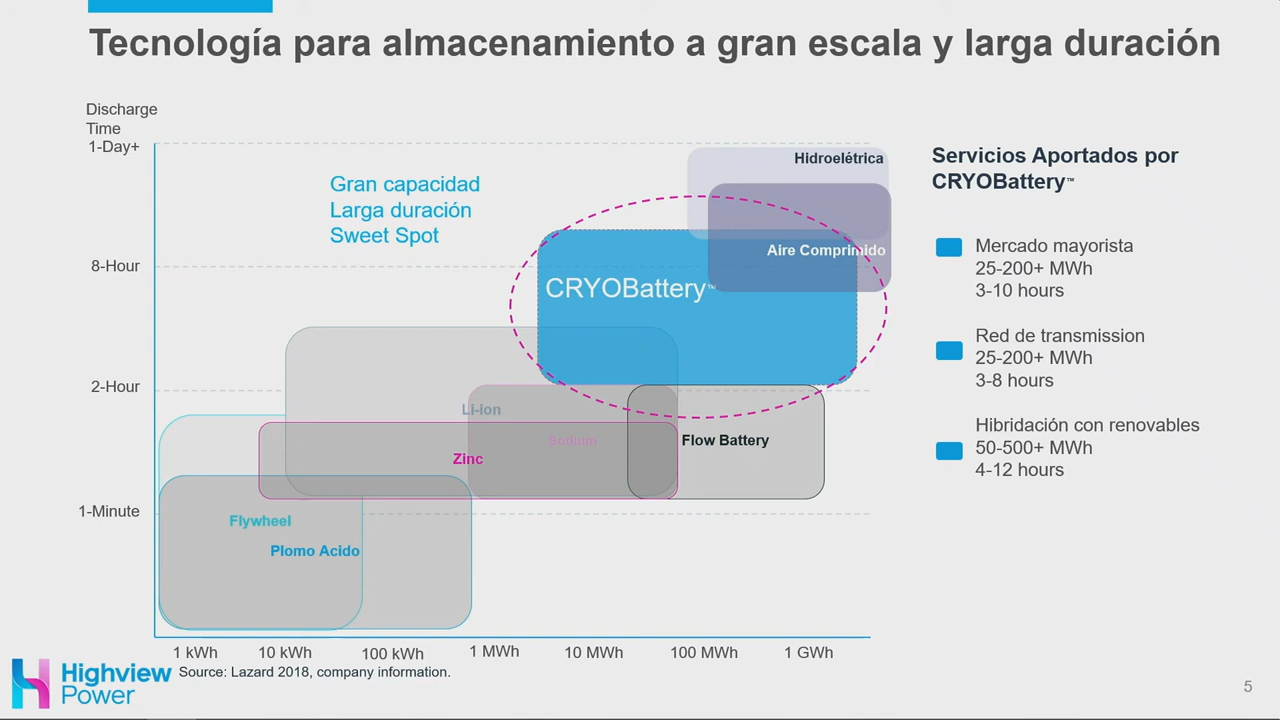 Tecnología para almacenamiento a gran escala y larga duración
Discharge
Time
1-Day+
8-Hour
2-Hour
1-Minute
Gran capacidad
Larga duración
Sweet Spot
Hidroelétrica
Aire Comprimido
CRYOBattery™
Li-ion
Sodium
Flow Battery
Zinc
Flywheel
Plomo Acido
1 kWh
10 kWh
100 kWh
1 MWh
10 MWh
100 MWh
1 GWh
Servicios Aportados por
CRYOBattery™
Mercado mayorista
25-200+ MWh
3-10 hours
Red de transmission
25-200+ MWh
3-8 hours
Hibridación con renovables
50-500+ MWh
4-12 hours
Highview
Power
Source: Lazard 2018, company information.
5